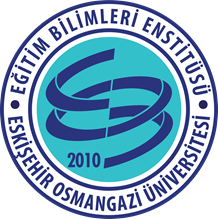 EĞİTİM BİLİMLERİ ENSTİTÜSÜ
2010
ESKİŞEHİR OSMANGAZİ ÜNİVERSİTESİ